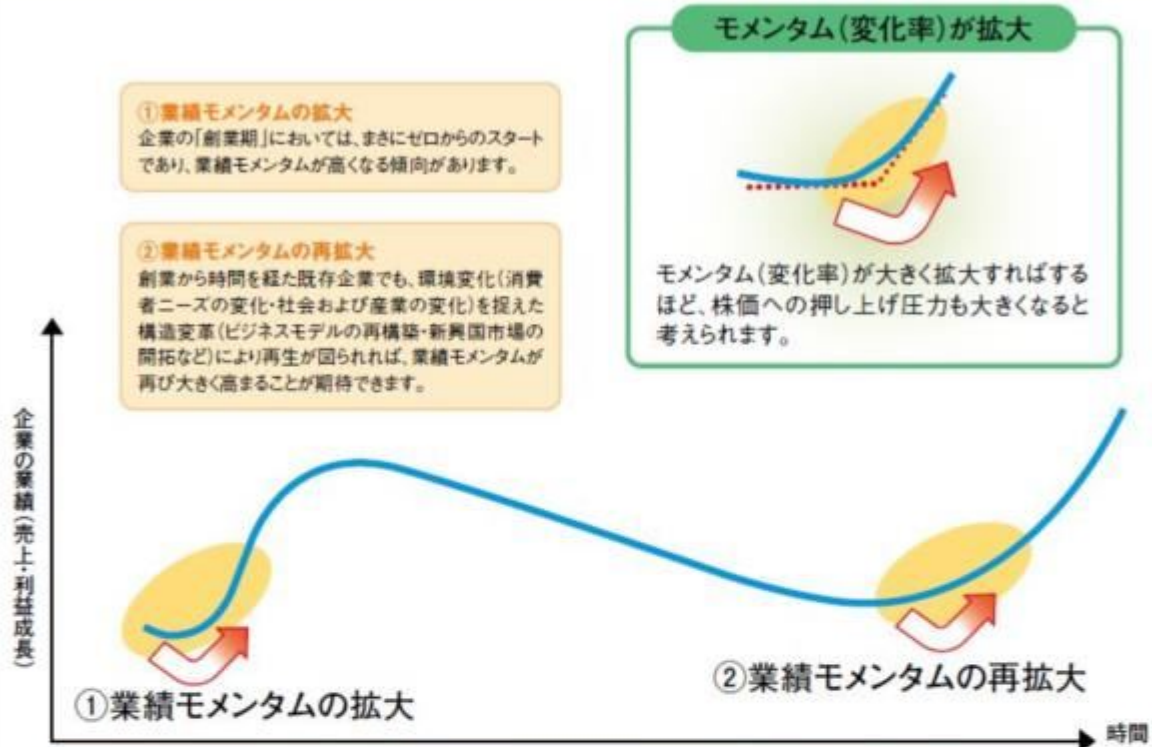 モメンタム(変化率)が拡大
①業績モメンタムの拡大
企業の「創業期」においては、まさにゼロからのスタート
であり、業績モメンタムが高くなる傾向があります。
②業績モメンタムの再拡大
創業から時間を経た既存企業でも、環境変化(消費
者ニーズの変化・社会および産業の変化)を捉えた
構造変革(ビジネスモデルの再構築・新興国市場の
開拓など)により再生が図られれば、業績モメンタムが
再び大きく高まることが期待できます。
モメンタム(変化率)が大きく拡大すればする
ほど、株価への押し上げ圧力も大きくなると
考えられます。
企業の業績(売上・利益成長)
①業績モメンタムの拡大
②業績モメンタムの再拡大
時間